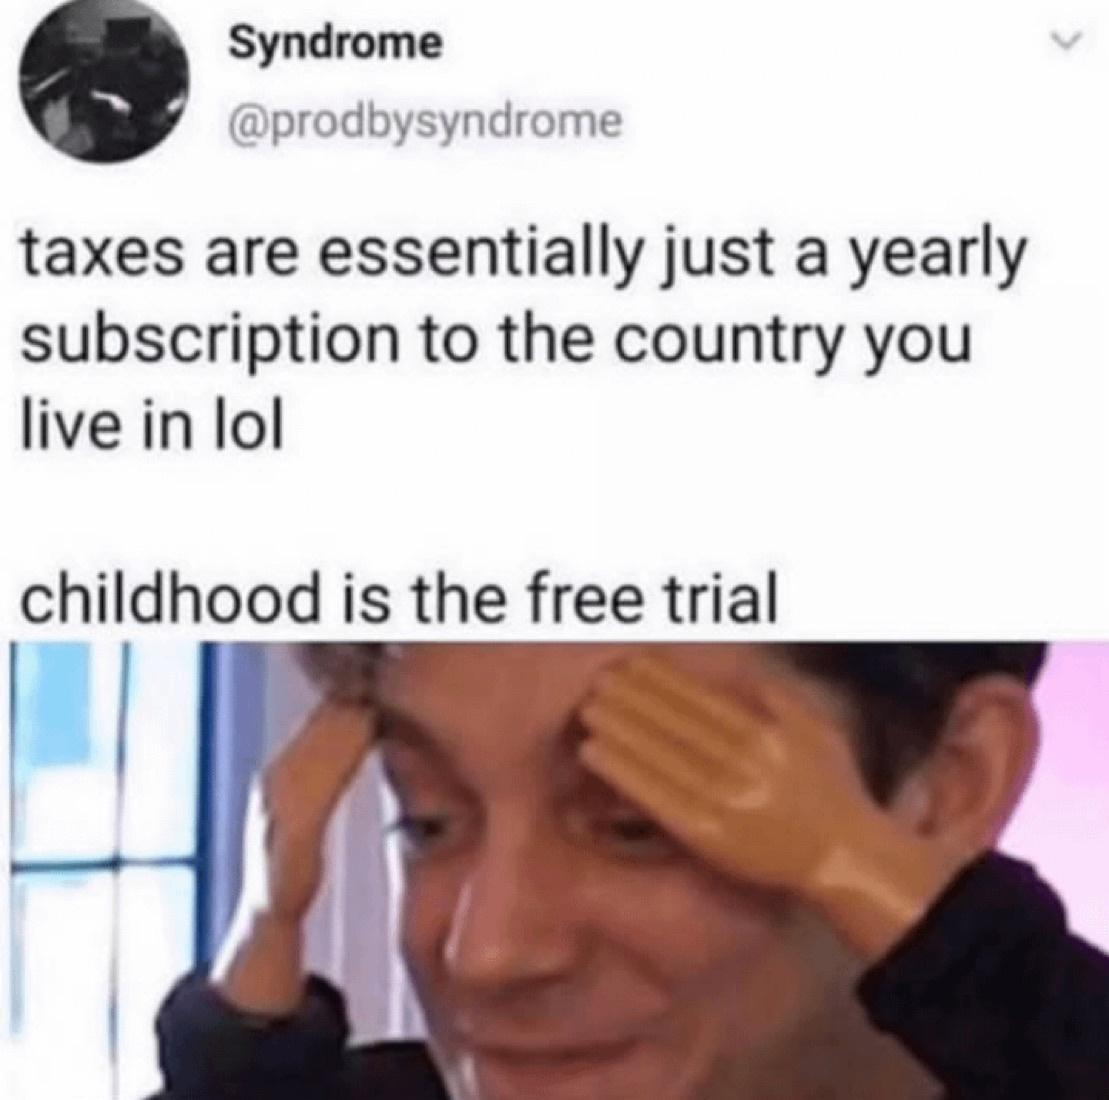 Syndrome
@prodbysyndrome
taxes are essentially just a yearly
subscription to the country you
live in lol
childhood is the free trial